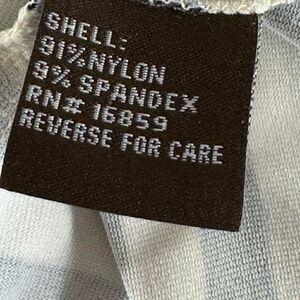 SHELL:
91%NYLON
9% SPANDEX
RN# 16859
REVERSE FOR CARE